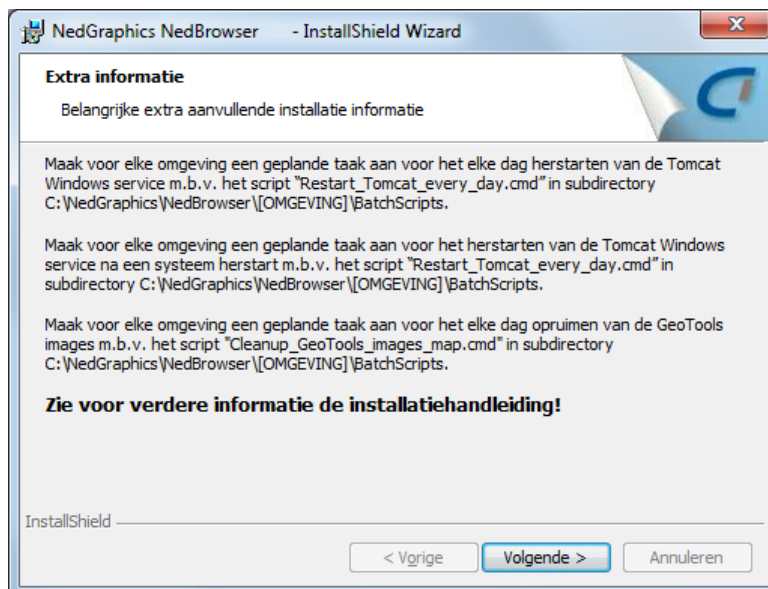 NedGraphics NedBrowser - InstallShield Wizard
Extra informatie
Belangrijke extra aanvullende installatie informatie
Maak voor elke omgeving een geplande taak aan voor het elke dag herstarten van de Tomcat
Windows service m.b.v. het script “Restart_Tomcat_every_day.cmd” in subdirectory
C:\NedGraphics\NedBrowser\[OMGEVING]\BatchScripts.
Maak voor elke omgeving een geplande taak aan voor het herstarten van de Tomcat Windows
service na een systeem herstart m.b.v. het script “Restart_Tomcat_every_day.cmd” in
subdirectory C:\NedGraphics\NedBrowser\[OMGEVING]\BatchScripts.
Maak voor elke omgeving een geplande taak aan voor het elke dag opruimen van de GeoTools
images m.b.v. het script "Cleanup_GeoTools_images_map.cmd" in subdirectory
C:\NedGraphics\NedBrowser\[OMGEVING]\BatchScripts.
Zie voor verdere informatie de installatiehandleiding!
InstallShield
< Vorige Volgende > Annuleren